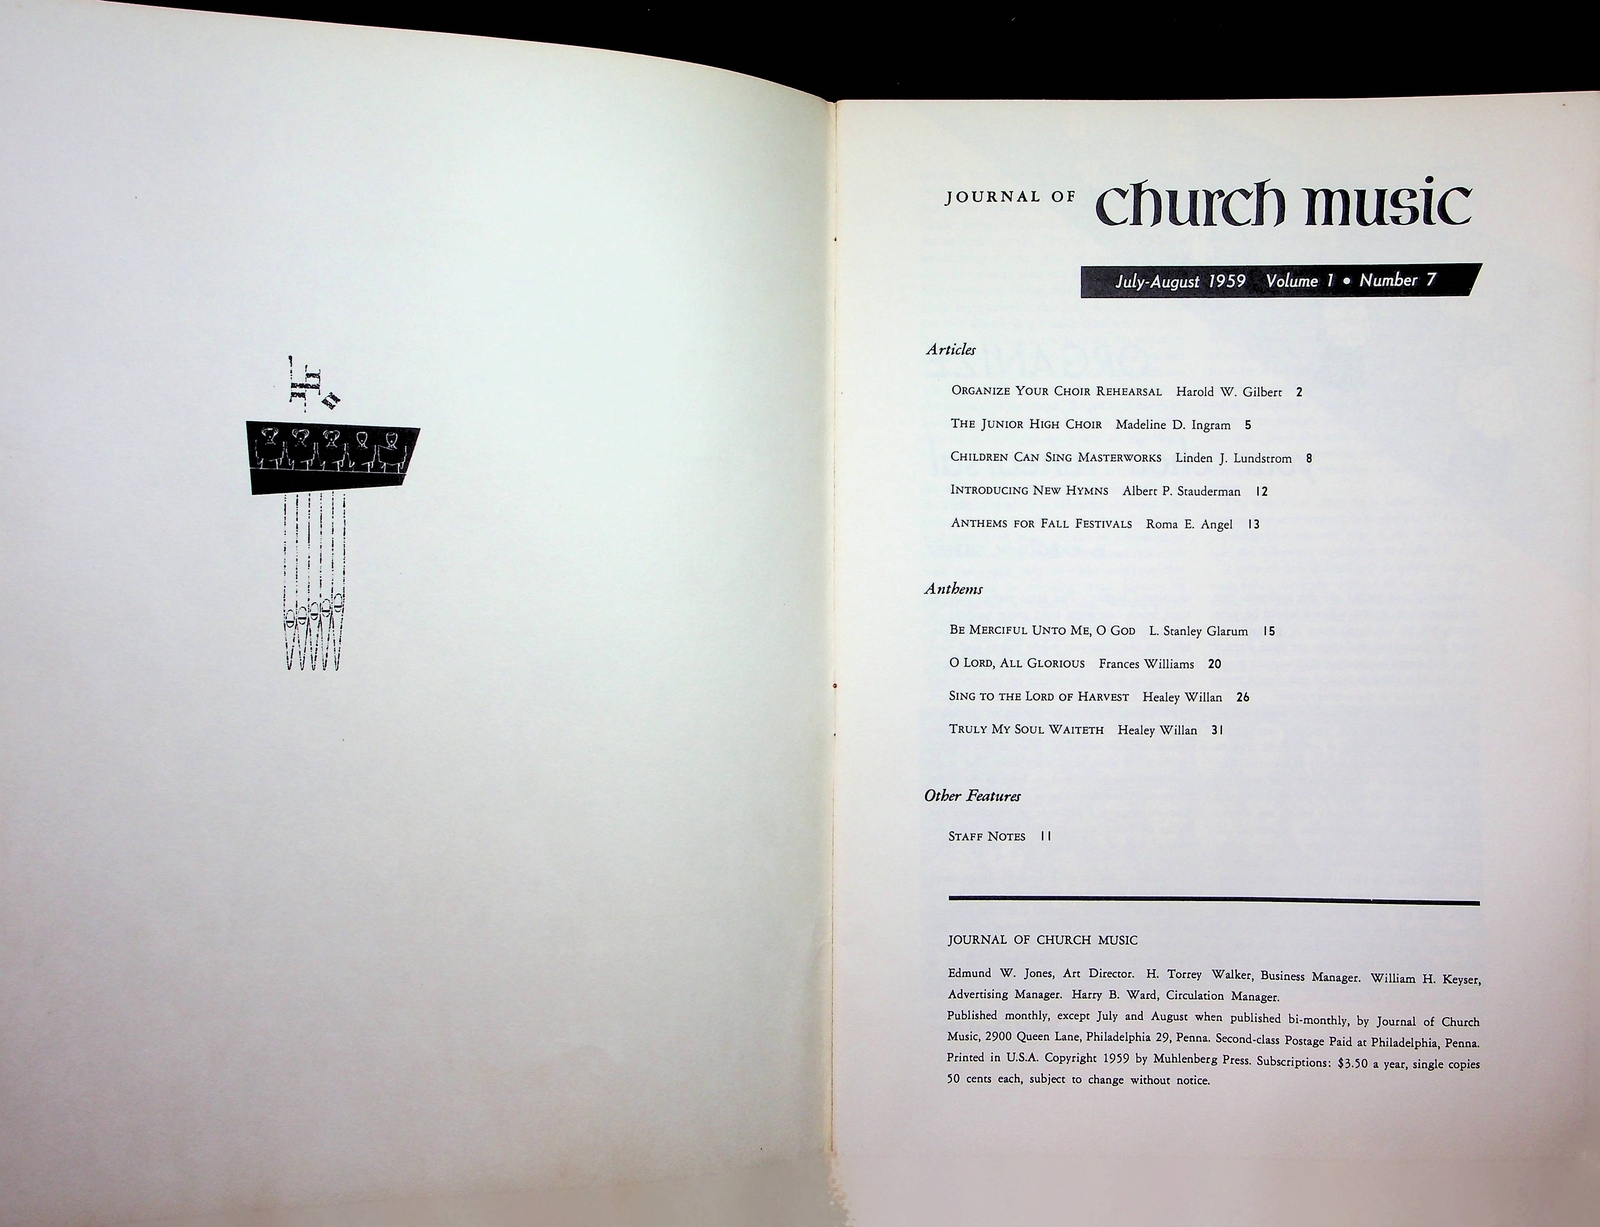 JOURNAL OF church music
July-August 1959 Volume 1 • Number 7
Articles
ORGANIZE YOUR CHOIR REHEARSAL Harold W. Gilbert 2
THE JUNIOR HIGH CHOIR Madeline D. Ingram 5
CHILDREN CAN SING MASTERWORKS Linden J. Lundstrom 8
INTRODUCING NEW HYMNS Albert P. Stauderman 12
ANTHEMS FOR FALL FESTIVALS Roma E. Angel 13
Anthems
BE MERCIFUL UNTO ME, O GOD L. Stanley Glarum 15
O LORD, ALL GLORIOUS Frances Williams 20
SING TO THE LORD OF HARVEST Healey Willan 26
TRULY MY SOUL WAITETH Healey Willan 31
Other Features
STAFF NOTES 11
JOURNAL OF CHURCH MUSIC
Edmund W. Jones, Art Director. H. Torrey Walker, Business Manager. William H. Keyser,
Advertising Manager. Harry B. Ward, Circulation Manager.
Published monthly, except July and August when published bi-monthly, by Journal of Church
Music, 2900 Queen Lane, Philadelphia 29, Penna. Second-class Postage Paid at Philadelphia, Penna.
Printed in U.S.A. Copyright 1959 by Muhlenberg Press. Subscriptions: $3.50 a year, single copies
50 cents each, subject to change without notice.